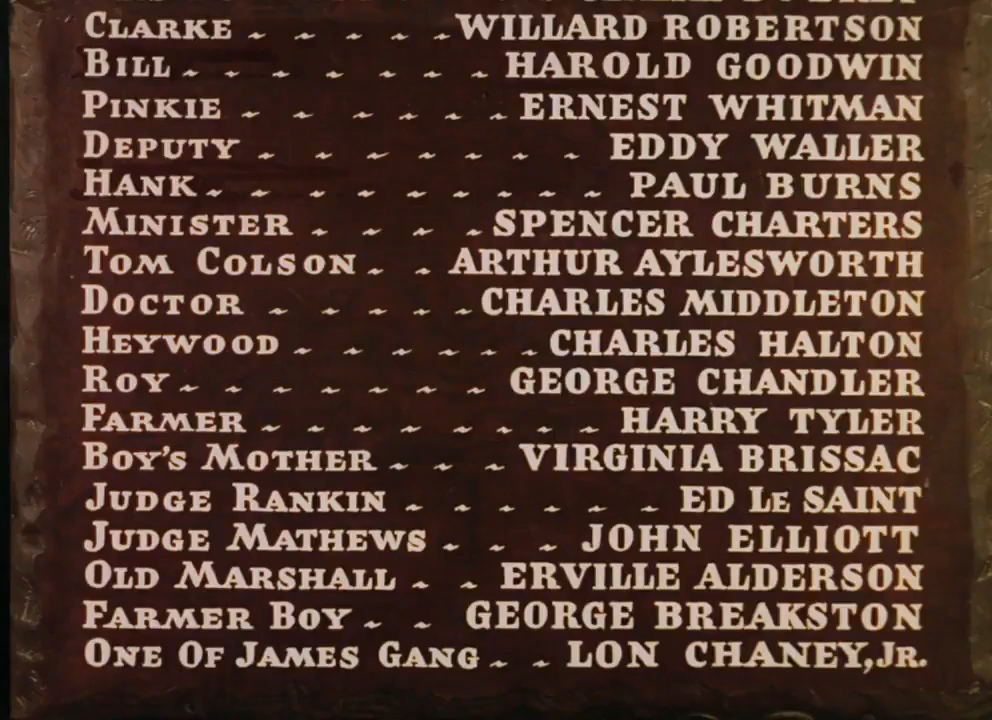 CLARKE ~ ~ ~ ~ ~ WILLARD ROBERTSON
BILL ~ ~ ~ ~ ~ ~ ~ HAROLD GOODWIN
PINKIE ~ ~ ~ ~ ~ ~ ERNEST WHITMAN
DEPUTY ~ ~ ~ ~ ~ ~ ~ EDDY WALLER
HANK ~ ~ ~ ~ ~ ~ ~ ~ ~ ~ PAUL BURNS
MINISTER ~ ~ ~ ~ SPENCER CHARTERS
TOM COLSON ~ ~ ARTHUR AYLESWORTH
DOCTOR ~ ~ ~ ~ ~ CHARLES MIDDLETON
HEYWOOD ~ ~ ~ ~ ~ ~ CHARLES HALTON
ROY ~ ~ ~ ~ ~ ~ ~ GEORGE CHANDLER
FARMER ~ ~ ~ ~ ~ ~ ~ ~ HARRY TYLER
BOY'S MOTHER ~ ~ ~ VIRGINIA BRISSAC
JUDGE RANKIN ~ ~ ~ ~ ~ ~ ED LE SAINT
JUDGE MATHEWS ~ ~ ~ JOHN ELLIOTT
OLD MARSHALL ~ ~ ERVILLE ALDERSON
FARMER BOY ~ ~ GEORGE BREAKSTON
ONE OF JAMES GANG ~ ~ LON CHANEY, JR.